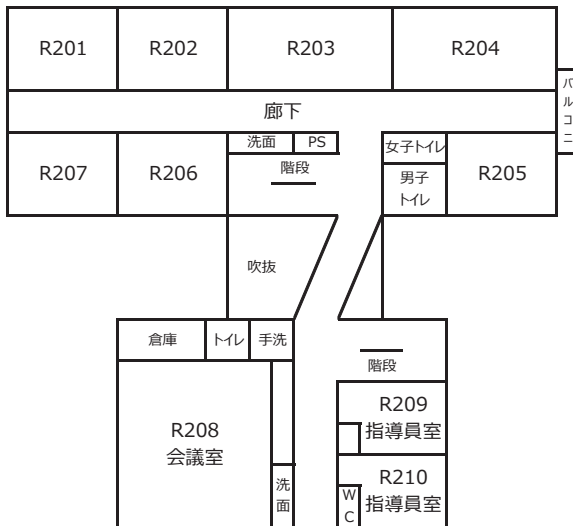 R201
R202
R203
R204
廊下
バルコニ
洗面
PS
女子トイレ
R207
R206
階段
男子
トイレ
R205
吹抜
倉庫
トイレ
手洗
階段
R208
会議室
R209
指導員室
洗面
R210
指導員室
WC